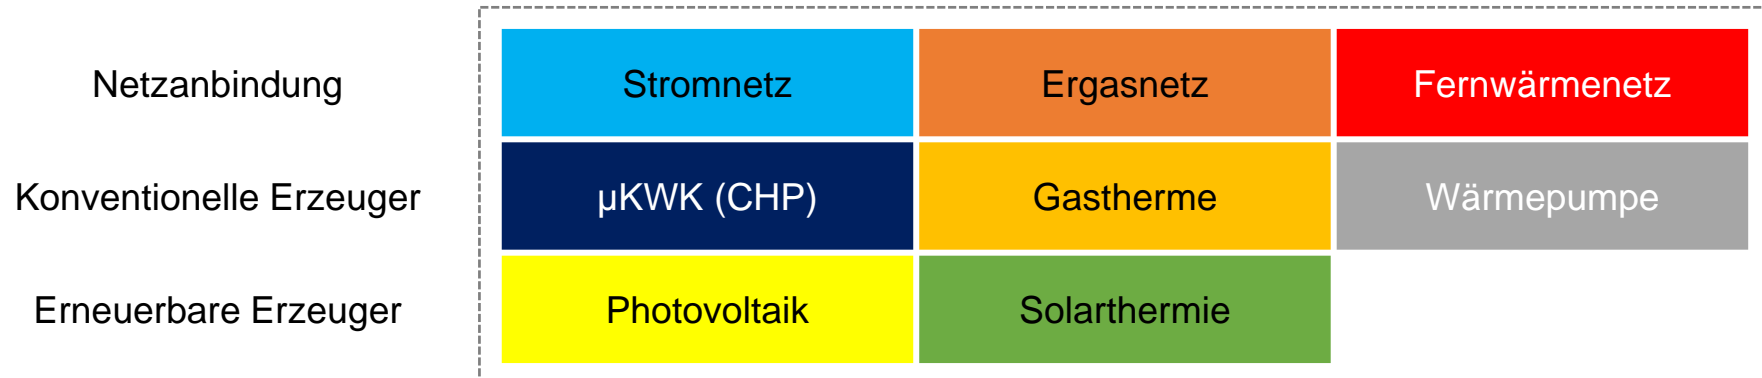 Netzanbindung Stromnetz Ergasnetz Fernwärmenetz
Konventionelle Erzeuger µKWK (CHP) Gastherme Wärmepumpe
Erneuerbare Erzeuger Photovoltaik Solarthermie